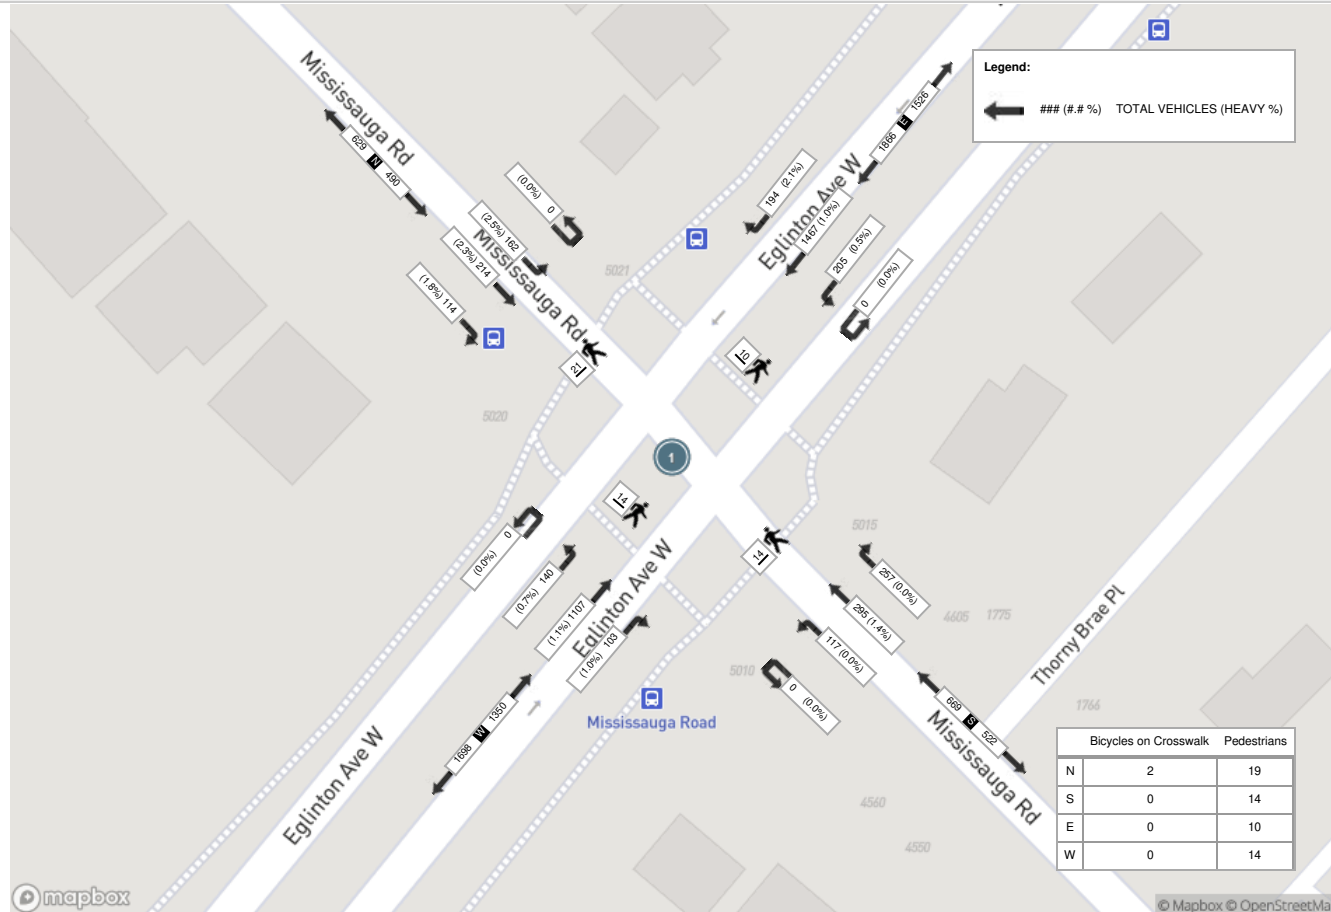 Legend:
### (#.# %) TOTAL VEHICLES (HEAVY %)
Mississauga Rd
629 N 490
(0.0%) 0
(2.5%) 162
(2.3%) 214
(1.8%) 114
Mississauga Rd
21
5021
5020
1866 E 1526
Eglinton Ave W
194 (2.1%)
1467 (1.0%)
205 (0.5%)
0 (0.0%)
10
1
14
14
(0.0%) 0
(0.7%) 140
(1.1%) 1107
(1.0%) 103
Eglinton Ave W
1698 W 1350
Eglinton Ave W
Mississauga Road
5015
257 (0.0%)
295 (1.4%)
117 (0.0%)
0 (0.0%)
4605
1775
5010
669 S 522
Mississauga Rd
Thorny Brae Pl
1766
4560
4550
Bicycles on Crosswalk Pedestrians
N 2 19
S 0 14
E 0 10
W 0 14
mapbox
© Mapbox © OpenStreetMa